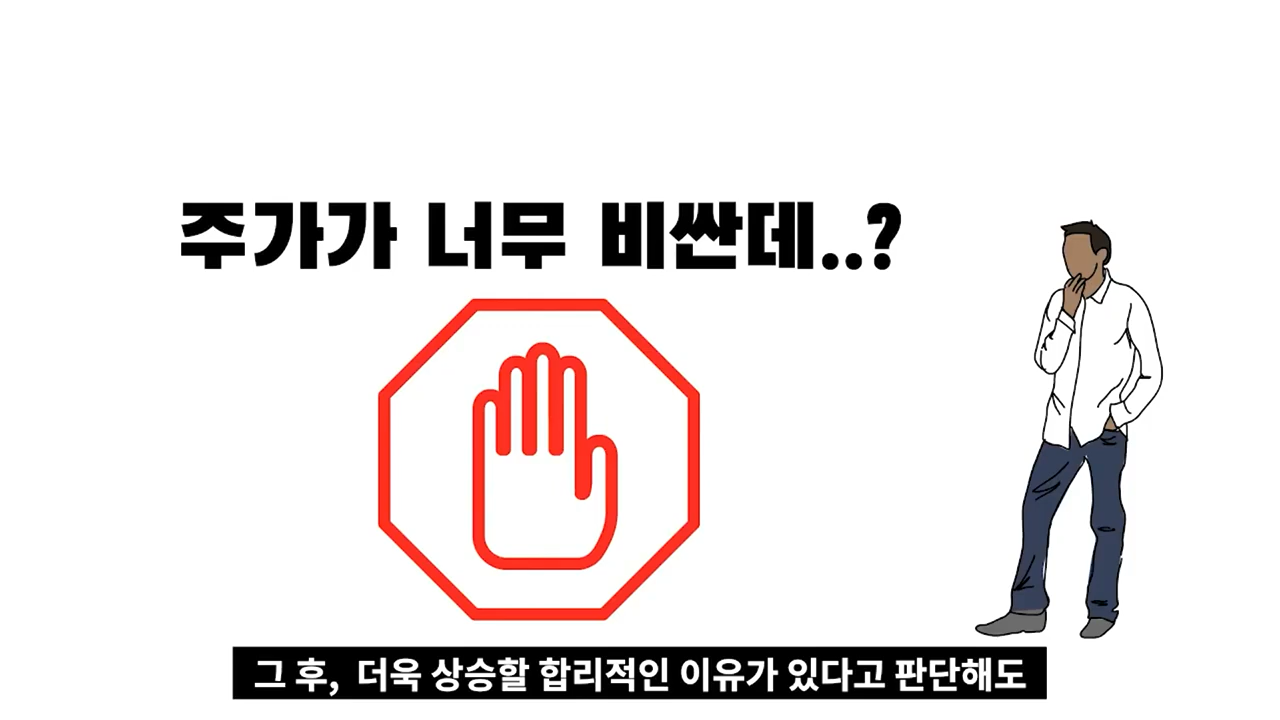 주가가 너무 비싼데..?
그 후, 더욱 상승할 합리적인 이유가 있다고 판단해도